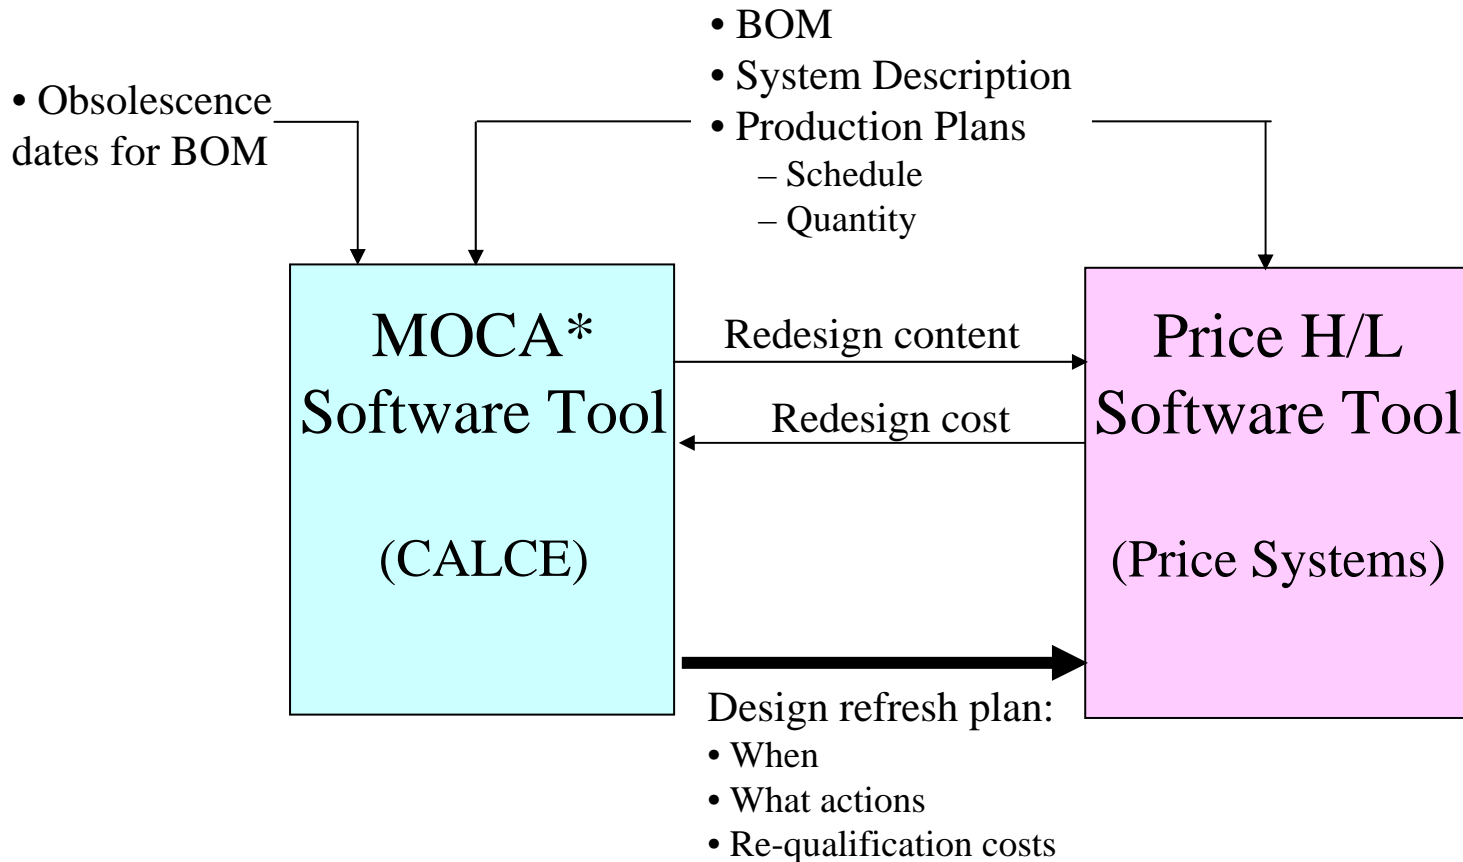 • Obsolescence
dates for BOM
• BOM
• System Description
• Production Plans
– Schedule
– Quantity
MOCA*
Software Tool
(CALCE)
Redesign content
Redesign cost
Price H/L
Software Tool
(Price Systems)
Design refresh plan:
• When
• What actions
• Re-qualification costs